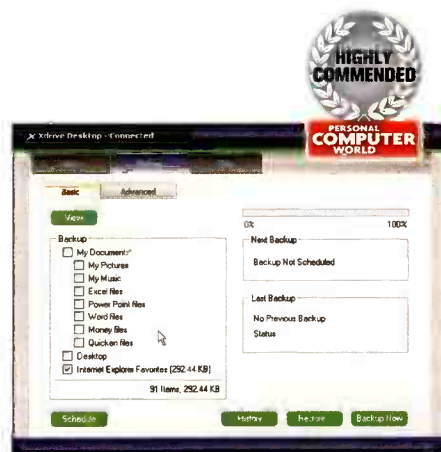 HIGHLY
COMMENDED
PERSONAL
COMPUTER
WORLD
Xdrive Desktop - Connected
Basic
Advanced
View
0%
100%
Backup
My Documents*
My Pictures
My Music
Excel files
Power Point files
Word files
Money files
Quicken files
Desktop
Internet Explorer Favorites (292.44 KB)
91 Items, 292.44 KB
Next Backup
Backup Not Scheduled
Last Backup
No Previous Backup
Status
Schedule
History
Restore
Backup Now